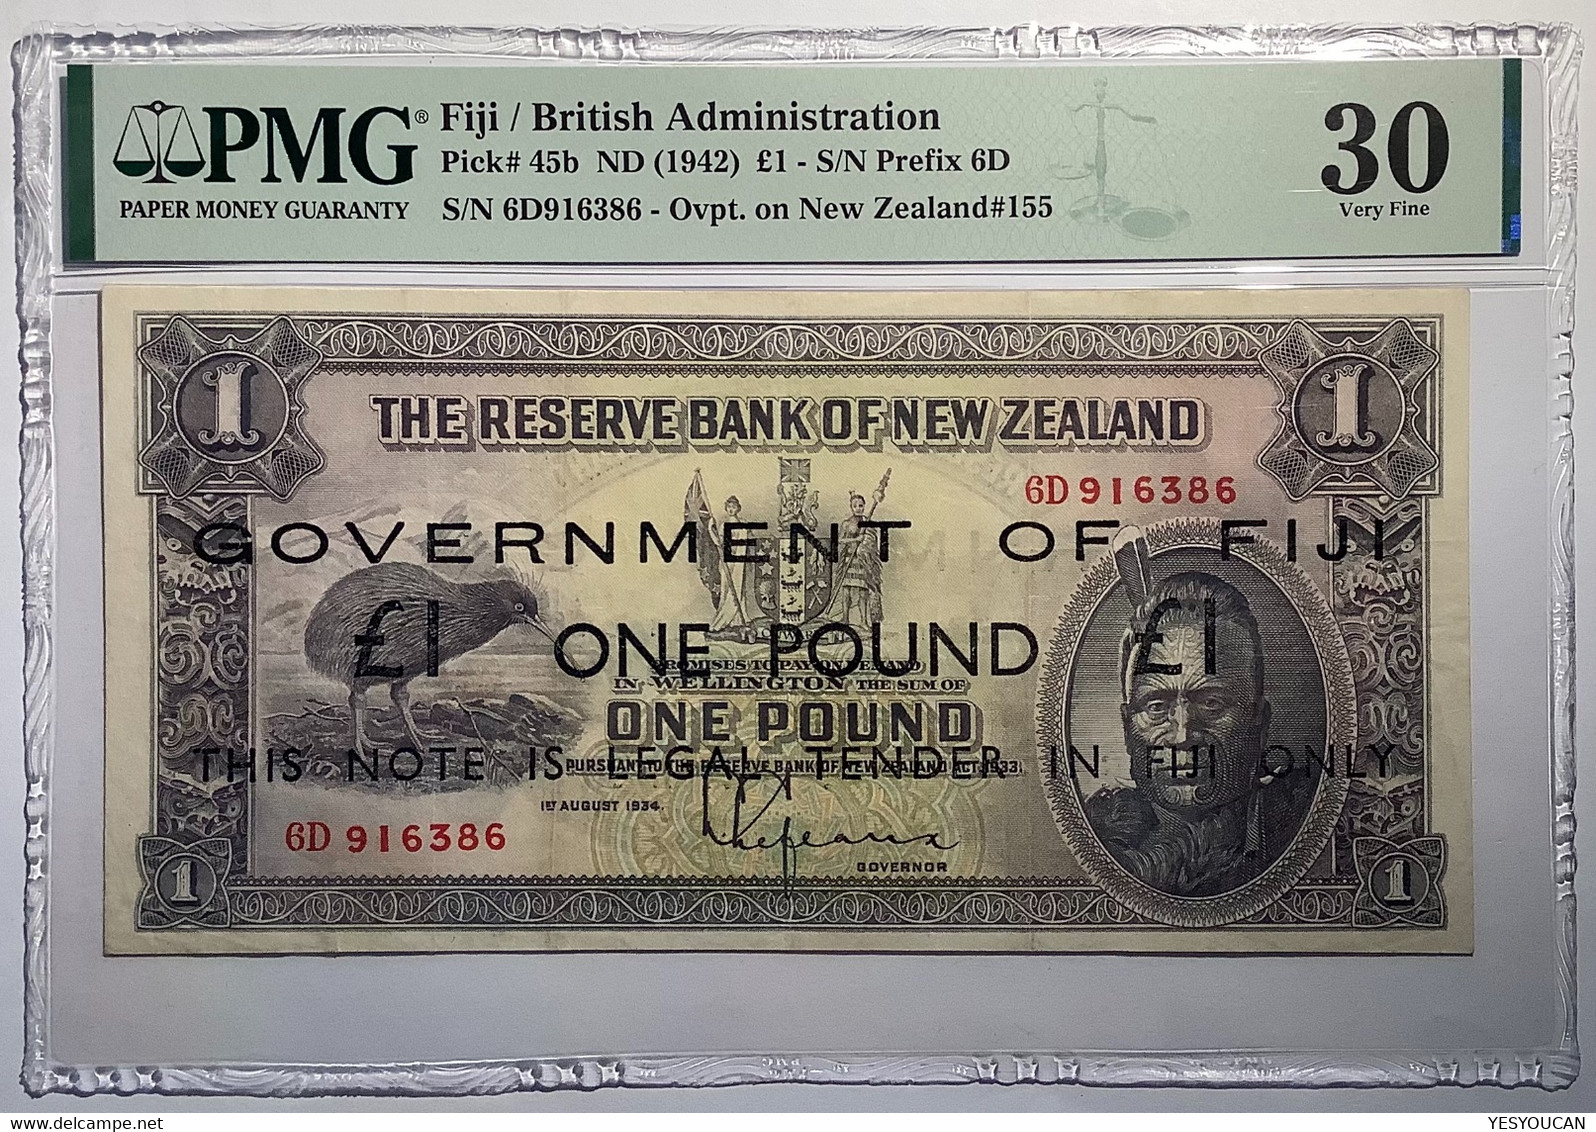 PMG®
PAPER MONEY GUARANTY
Fiji / British Administration
Pick# 45b ND (1942) £1 - S/N Prefix 6D
S/N 6D916386 - Ovpt. on New Zealand#155
30
Very Fine
1
1
THE RESERVE BANK OF NEW ZEALAND
6D 916386
GOVERNMENT OF FIJI
£1 ONE POUND £1
PROMISES TO PAY ON DEMAND
IN WELLINGTON THE SUM OF
ONE POUND
THIS NOTE IS LEGAL TENDER IN FIJI ONLY
PURSUANT TO THE RESERVE BANK OF NEW ZEALAND ACT 1933.
1ST AUGUST 1934.
6D 916386
GOVERNOR
1
1
www.delcampe.net
YESYOUCAN